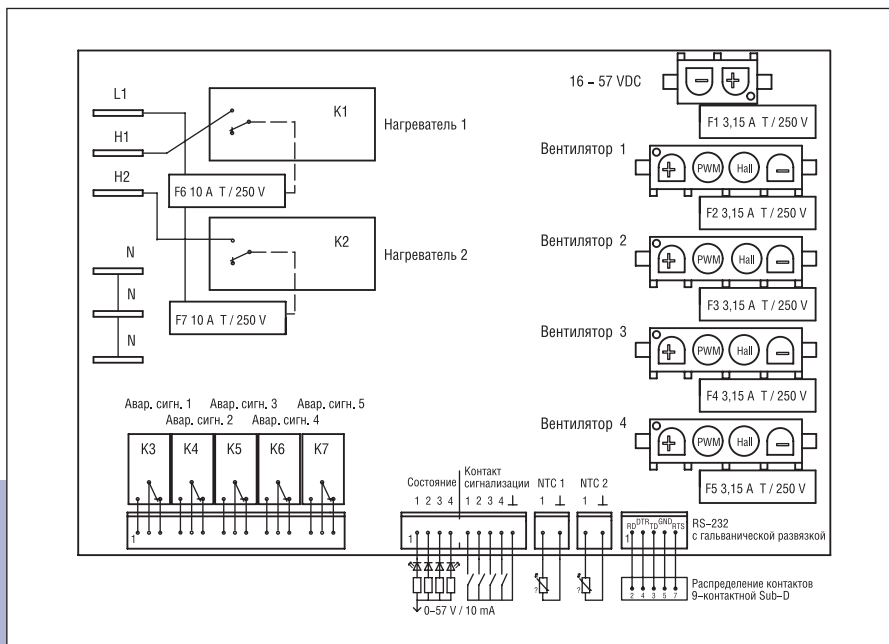 16 – 57 VDC
L1
K1
F1 3,15 A T / 250 V
H1
Нагреватель 1
Вентилятор 1
+ PWM Hall –
H2
F6 10 A T / 250 V
F2 3,15 A T / 250 V
K2
Вентилятор 2
N
Нагреватель 2
+ PWM Hall –
N
F3 3,15 A T / 250 V
F7 10 A T / 250 V
Вентилятор 3
N
+ PWM Hall –
F4 3,15 A T / 250 V
Авар. сигн. 1 Авар. сигн. 3 Авар. сигн. 5
Авар. сигн. 2 Авар. сигн. 4
Вентилятор 4
+ PWM Hall –
K3 K4 K5 K6 K7
F5 3,15 A T / 250 V
Состояние
Контакт
сигнализации
NTC 1
NTC 2
1 2 3 4 1 2 3 4 ⊥
1 ⊥
1 ⊥
RD DTR TD GND RTS
RS–232
с гальванической развязкой
1
1
1
0–57 V / 10 mA
?
?
2 4 3 5 7
Распределение контактов
9–контактной Sub–D